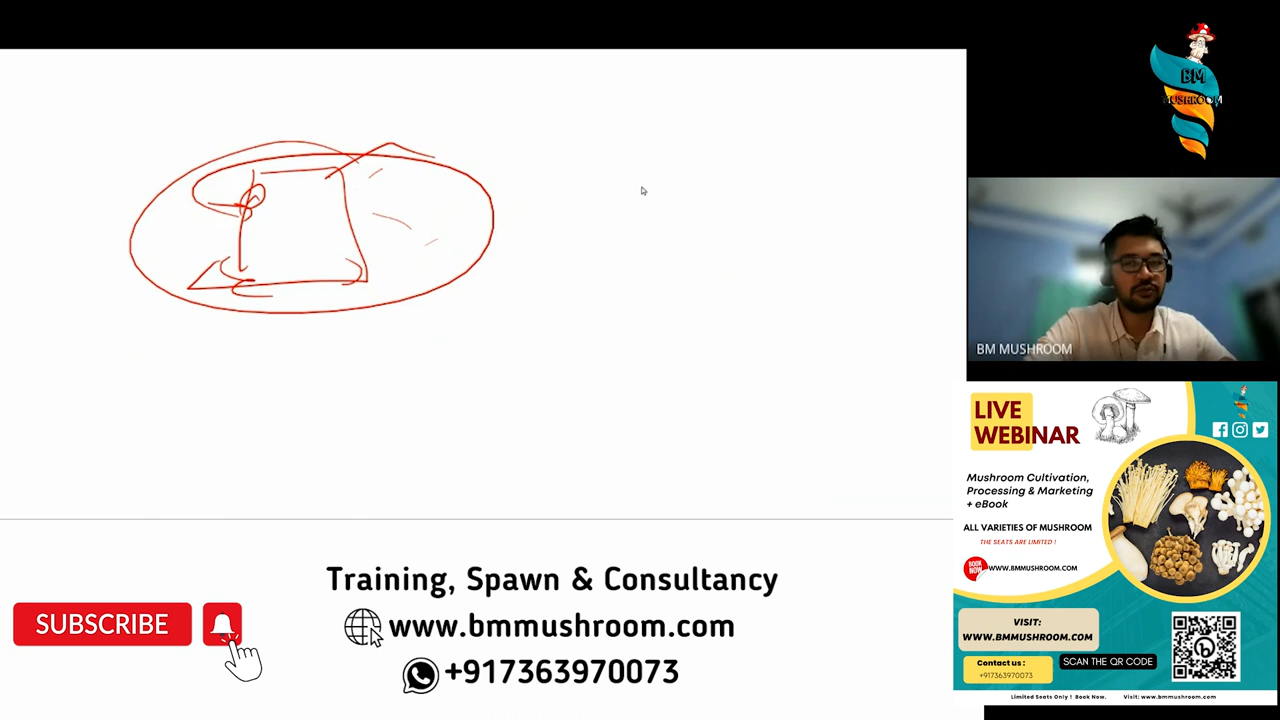 BM
MUSHROOM
BM MUSHROOM
LIVE
WEBINAR
Mushroom Cultivation,
Processing & Marketing
+ eBook
ALL VARIETIES OF MUSHROOM
THE SEATS ARE LIMITED !
BOOK
NOW
WWW.BMMUSHROOM.COM
VISIT:
WWW.BMMUSHROOM.COM
Contact us :
+917363970073
SCAN THE QR CODE
Limited Seats Only ! Book Now. Visit: www.bmmushroom.com
Training, Spawn & Consultancy
SUBSCRIBE
www.bmmushroom.com
+917363970073